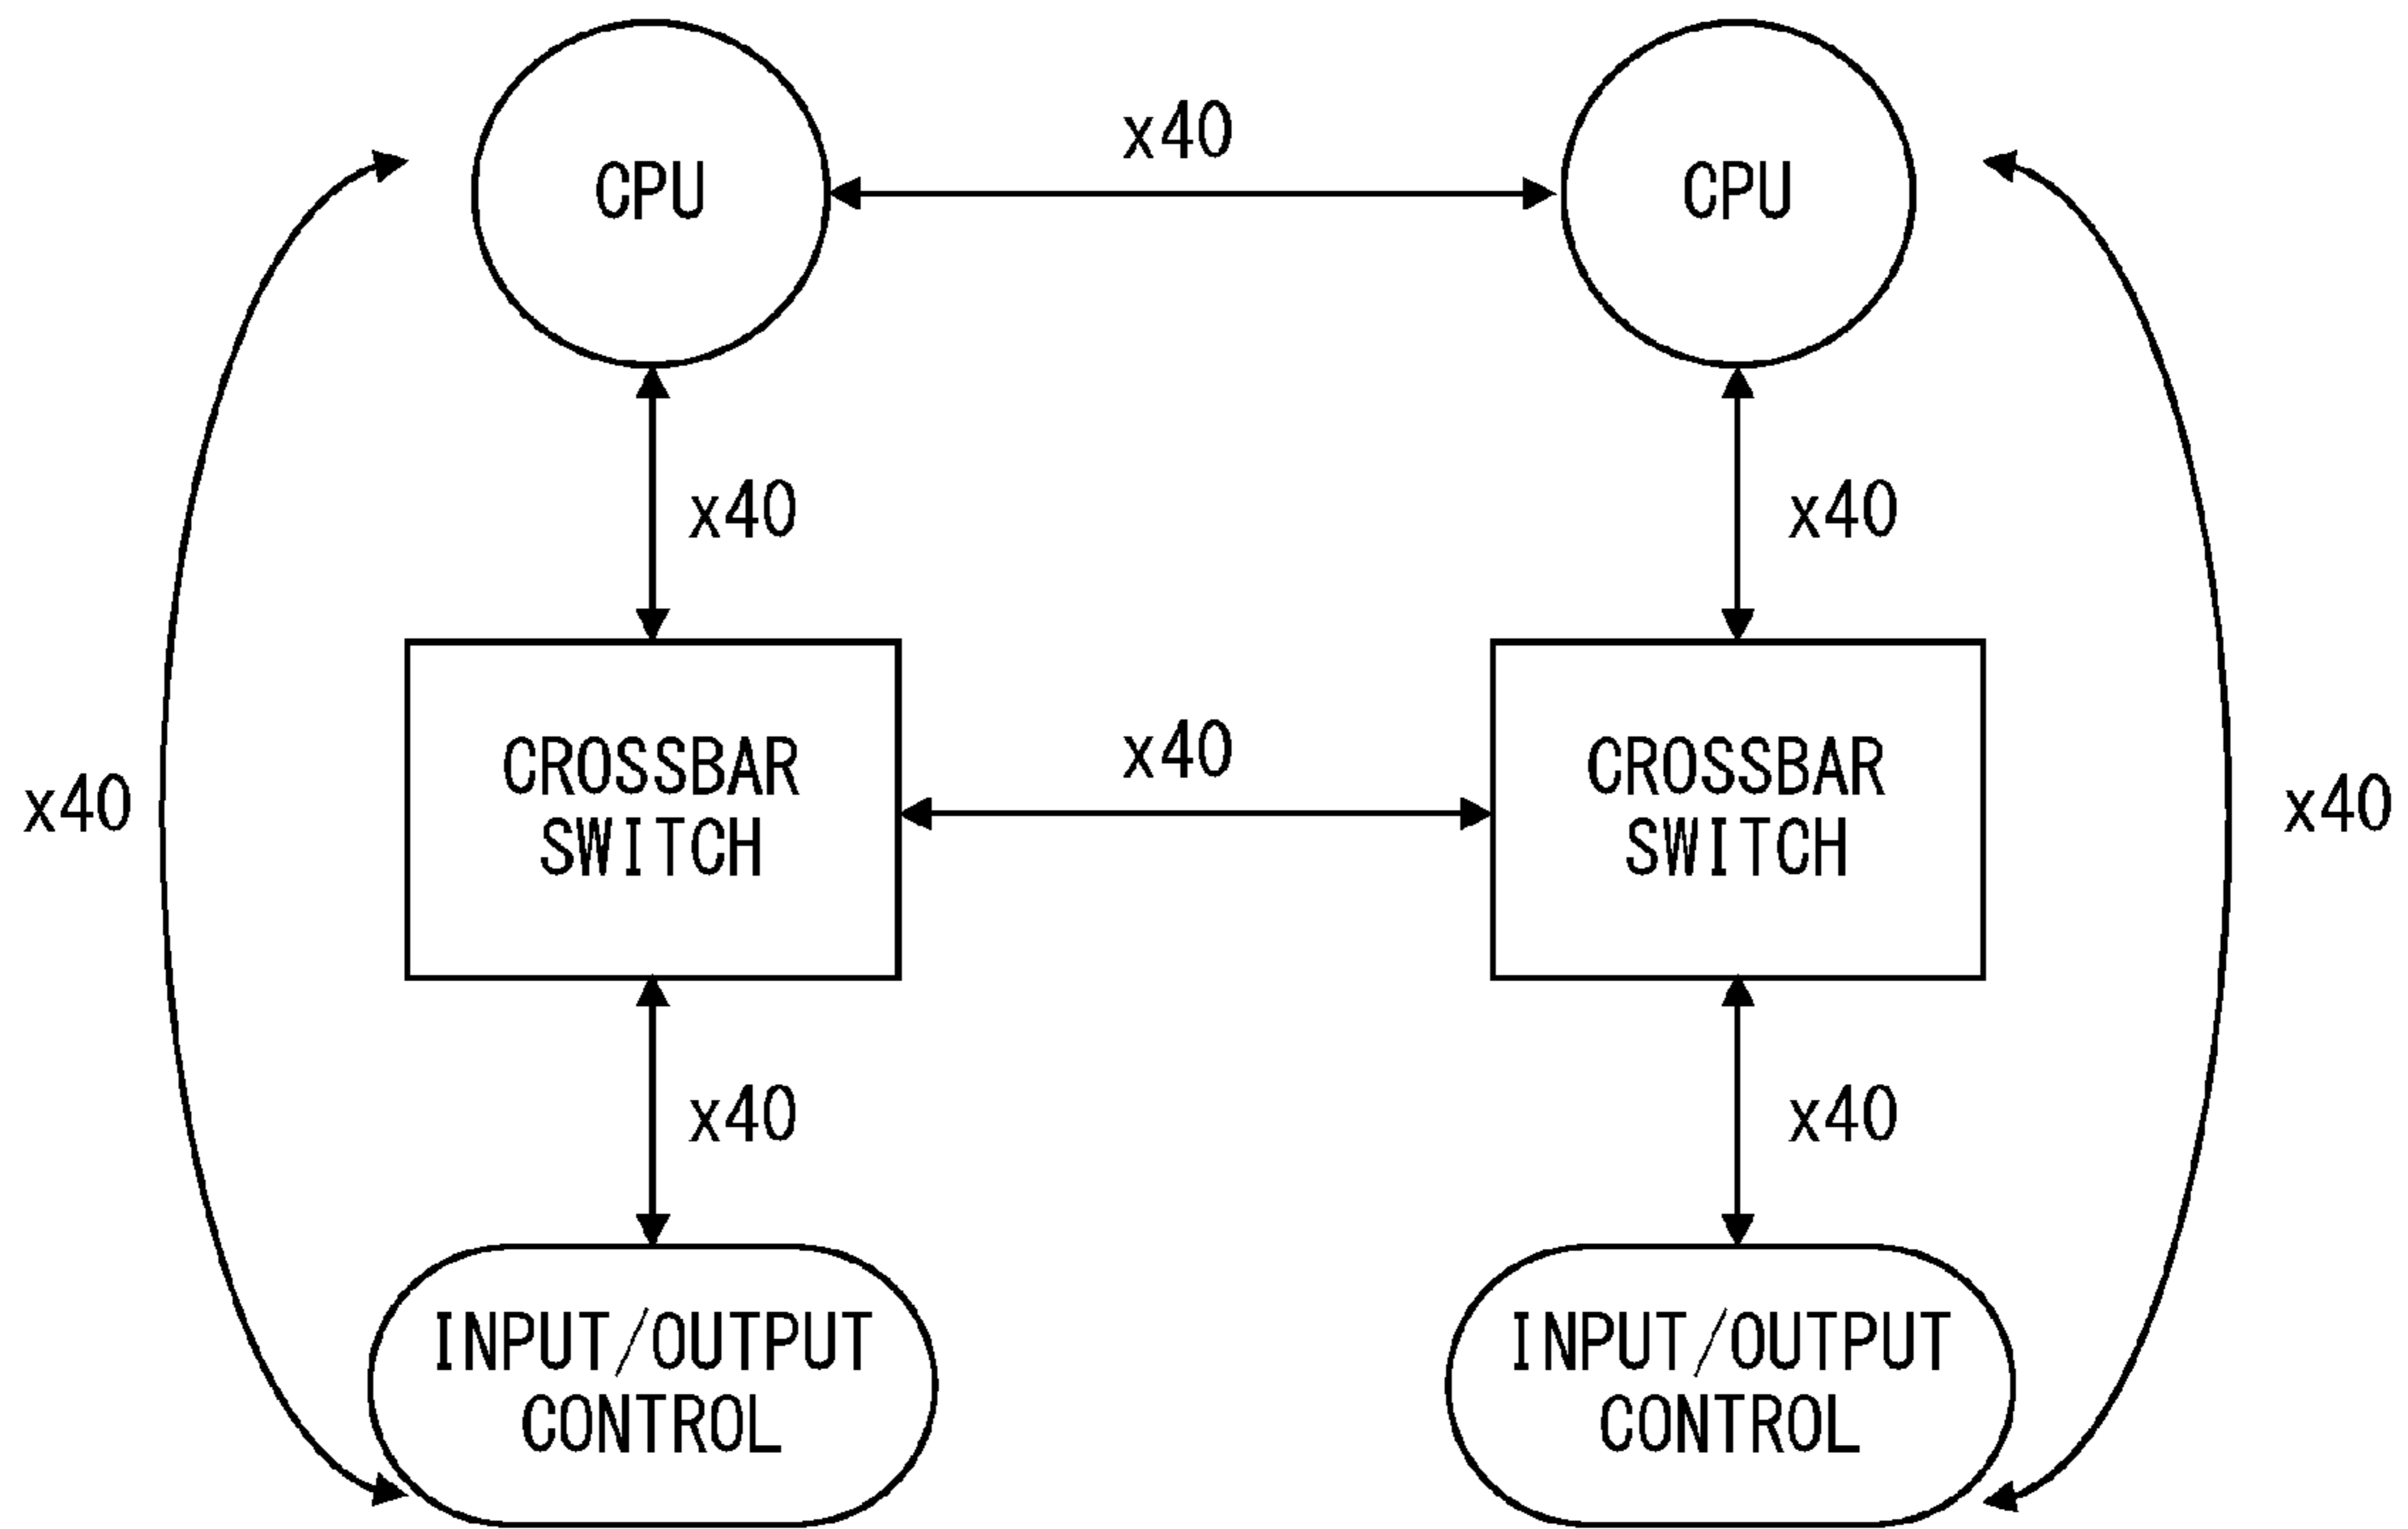 x40
CPU
CPU
x40
x40
CROSSBAR
SWITCH
x40
CROSSBAR
SWITCH
x40
x40
x40
x40
INPUT/OUTPUT
CONTROL
INPUT/OUTPUT
CONTROL